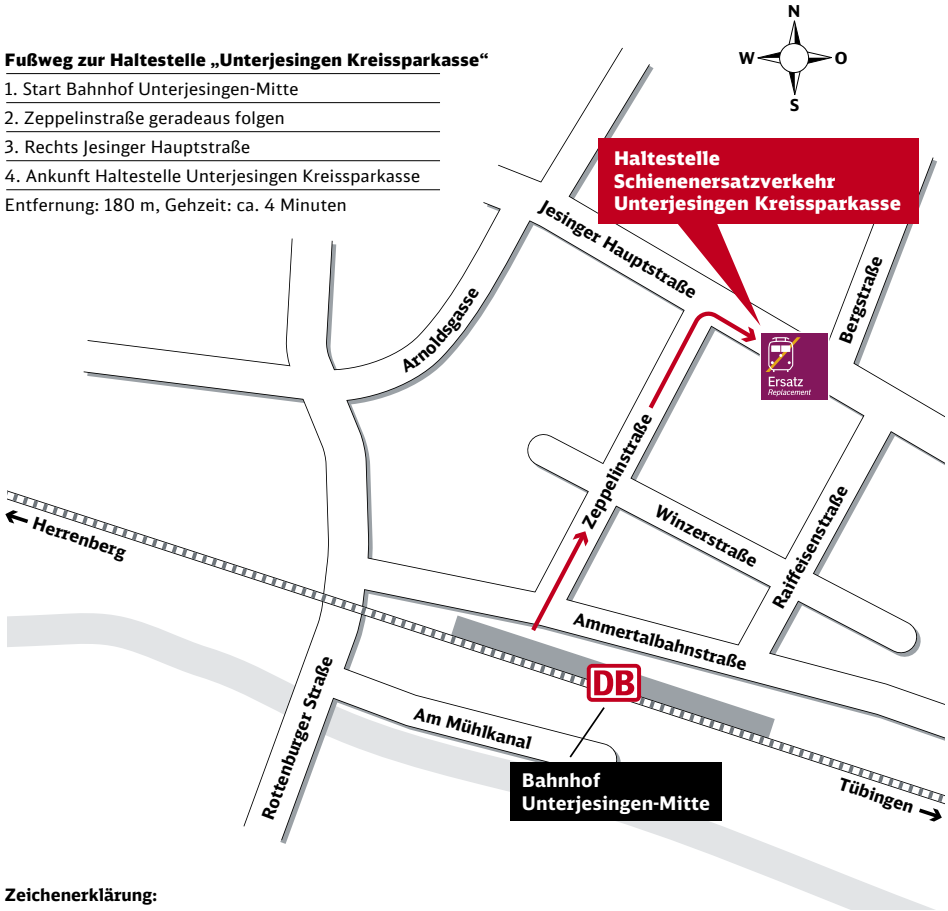 Fußweg zur Haltestelle „Unterjesingen Kreissparkasse“
1. Start Bahnhof Unterjesingen-Mitte
2. Zeppelinstraße geradeaus folgen
3. Rechts Jesinger Hauptstraße
4. Ankunft Haltestelle Unterjesingen Kreissparkasse
Entfernung: 180 m, Gehzeit: ca. 4 Minuten
N
W
O
S
Haltestelle
Schienenersatzverkehr
Unterjesingen Kreissparkasse
Jesinger Hauptstraße
Bergstraße
Arnoldsgasse
Ersatz
Replacement
Zeppelinstraße
Winzerstraße
Raiffeisenstraße
Herrenberg
Ammertalbahnstraße
Rottenburger Straße
DB
Am Mühlkanal
Bahnhof
Unterjesingen-Mitte
Tübingen
Zeichenerklärung: